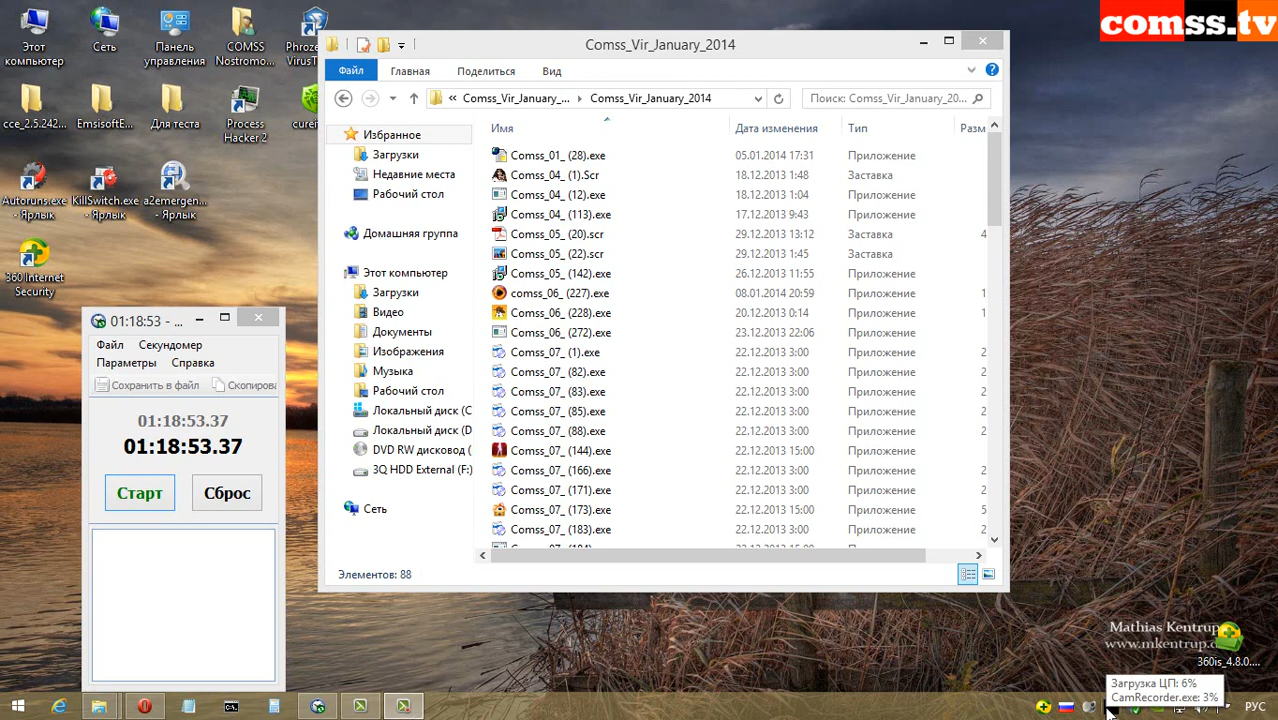 comss.tv
Этот компьютер
Сеть
Панель управления
COMSS Nostromo...
Phroze VirusT
cce_2.5.242...
EmsisoftE...
Для теста
Process Hacker 2
cureit
Autoruns.exe - Ярлык
KillSwitch.exe - Ярлык
a2emergen... - Ярлык
360 Internet Security
Comss_Vir_January_2014
Файл Главная Поделиться Вид
« Comss_Vir_January_... Comss_Vir_January_2014
Поиск: Comss_Vir_January_20...
Имя Дата изменения Тип Разм
Избранное
Загрузки
Недавние места
Рабочий стол
Домашняя группа
Этот компьютер
Загрузки
Видео
Документы
Изображения
Музыка
Рабочий стол
Локальный диск (C
Локальный диск (D
DVD RW дисковод (
3Q HDD External (F:)
Сеть
Comss_01_ (28).exe 05.01.2014 17:31 Приложение
Comss_04_ (1).Scr 18.12.2013 1:48 Заставка
Comss_04_ (12).exe 18.12.2013 1:04 Приложение
Comss_04_ (113).exe 17.12.2013 9:43 Приложение
Comss_05_ (20).scr 29.12.2013 13:12 Заставка 4
Comss_05_ (22).scr 29.12.2013 1:45 Заставка
Comss_05_ (142).exe 26.12.2013 11:55 Приложение
comss_06_ (227).exe 08.01.2014 20:59 Приложение 1
Comss_06_ (228).exe 20.12.2013 0:14 Приложение 1
Comss_06_ (272).exe 23.12.2013 22:06 Приложение
Comss_07_ (1).exe 22.12.2013 3:00 Приложение 2
Comss_07_ (82).exe 22.12.2013 3:00 Приложение 2
Comss_07_ (83).exe 22.12.2013 3:00 Приложение 2
Comss_07_ (85).exe 22.12.2013 3:00 Приложение 2
Comss_07_ (88).exe 22.12.2013 3:00 Приложение 2
Comss_07_ (144).exe 22.12.2013 15:00 Приложение
Comss_07_ (166).exe 22.12.2013 3:00 Приложение 2
Comss_07_ (171).exe 22.12.2013 3:00 Приложение 2
Comss_07_ (173).exe 22.12.2013 15:00 Приложение 5
Comss_07_ (183).exe 22.12.2013 3:00 Приложение 2
Элементов: 88
01:18:53 - ...
Файл Секундомер
Параметры Справка
Сохранить в файл Скопирова
01:18:53.37
01:18:53.37
Старт Сброс
Mathias Kentrup
www.mkentrup.d
360is_4.8.0....
Загрузка ЦП: 6%
CamRecorder.exe: 3%
РУС